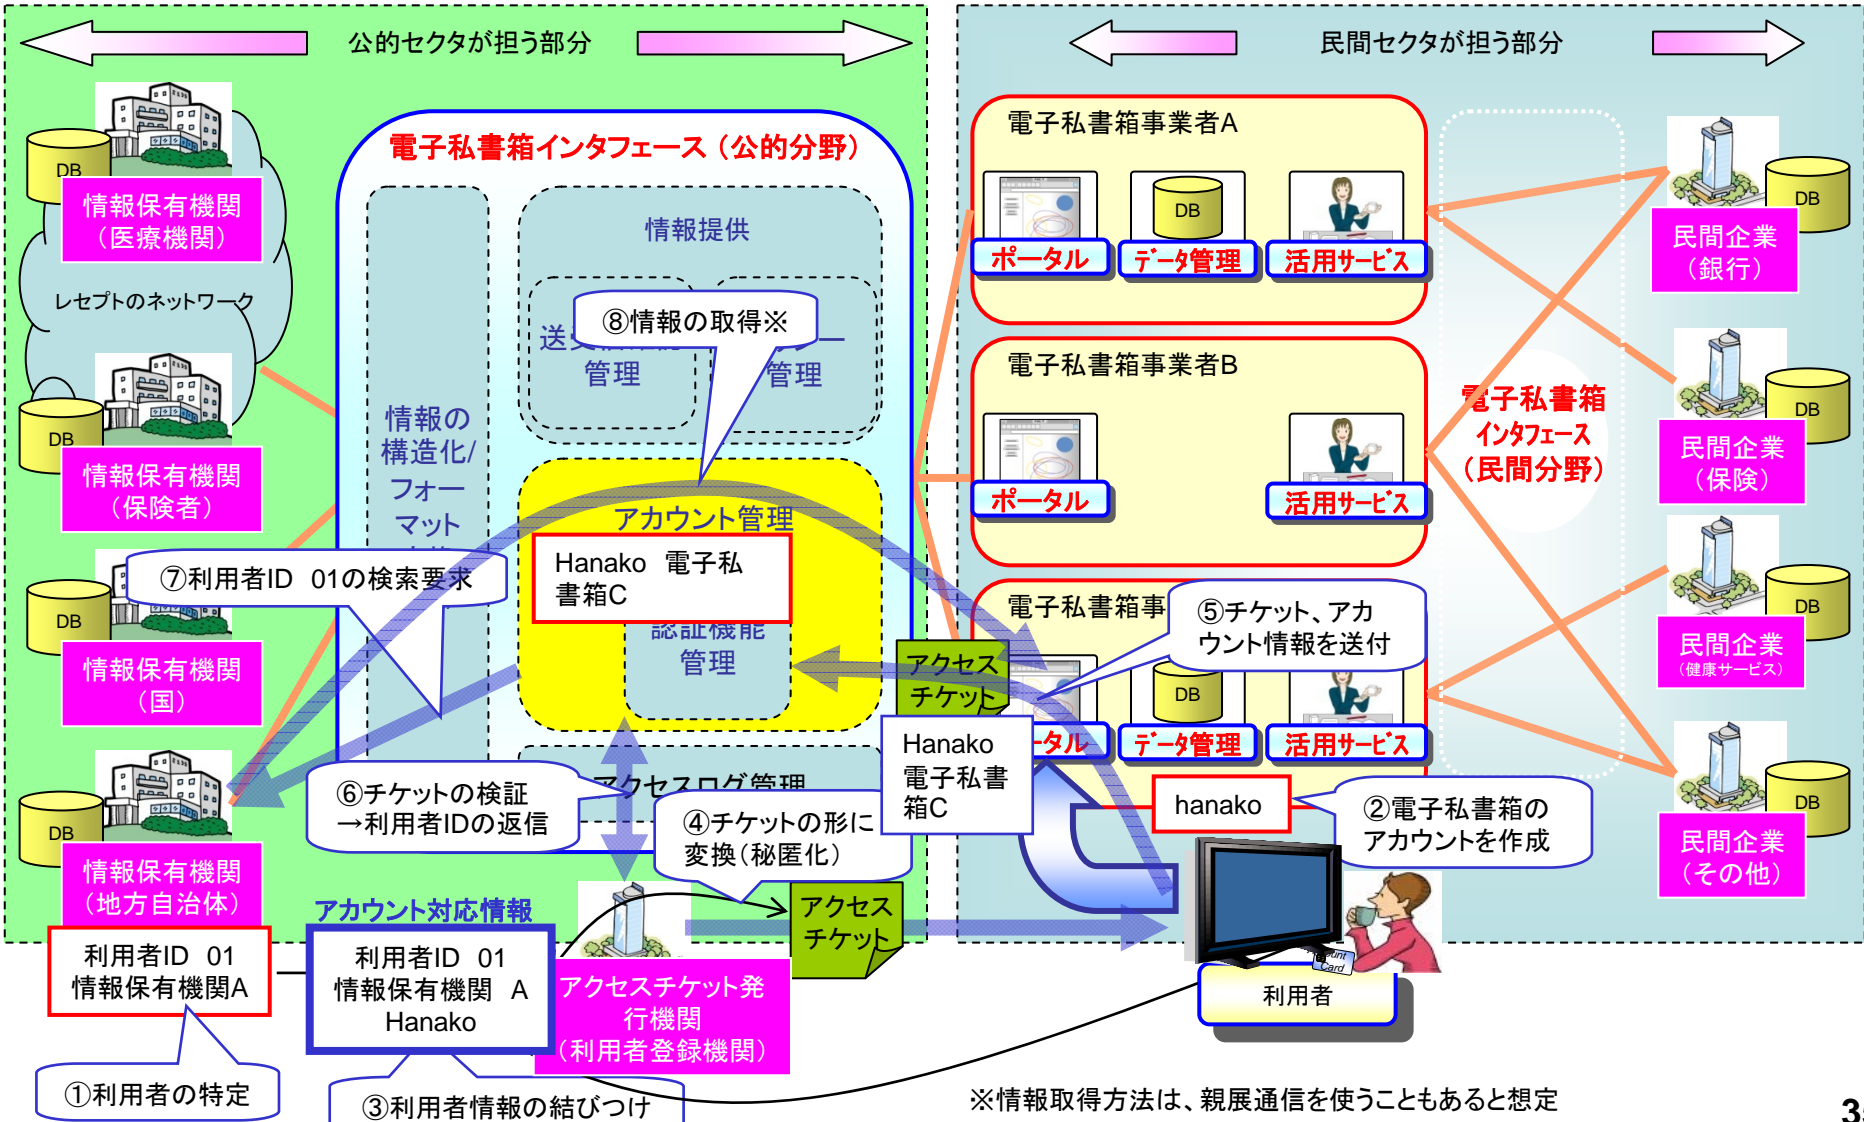 公的セクタが担う部分
民間セクタが担う部分
DB
情報保有機関
（医療機関）
レセプトのネットワーク
DB
情報保有機関
（保険者）
DB
情報保有機関
（国）
DB
情報保有機関
（地方自治体）
利用者ID 01
情報保有機関A
①利用者の特定
電子私書箱インタフェース（公的分野）
情報の
構造化/
フォー
マット
情報提供
⑧情報の取得※
管理
管理
アカウント管理
Hanako 電子私
書箱C
認証機能
管理
⑦利用者ID 01の検索要求
アクセスログ管理
⑥チケットの検証
→利用者IDの返信
④チケットの形に
変換（秘匿化）
アカウント対応情報
利用者ID 01
情報保有機関 A
Hanako
③利用者情報の結びつけ
アクセスチケット発
行機関
（利用者登録機関）
アクセス
チケット
アクセス
チケット
Hanako
電子私書
箱C
電子私書箱事業者A
ポータル
DB
データ管理
活用サービス
電子私書箱事業者B
ポータル
活用サービス
電子私書箱事
⑤チケット、アカ
ウント情報を送付
タル
DB
データ管理
活用サービス
hanako
②電子私書箱の
アカウントを作成
Card
利用者
電子私書箱
インタフェース
（民間分野）
DB
民間企業
（銀行）
DB
民間企業
（保険）
DB
民間企業
（健康サービス）
DB
民間企業
（その他）
※情報取得方法は、親展通信を使うこともあると想定